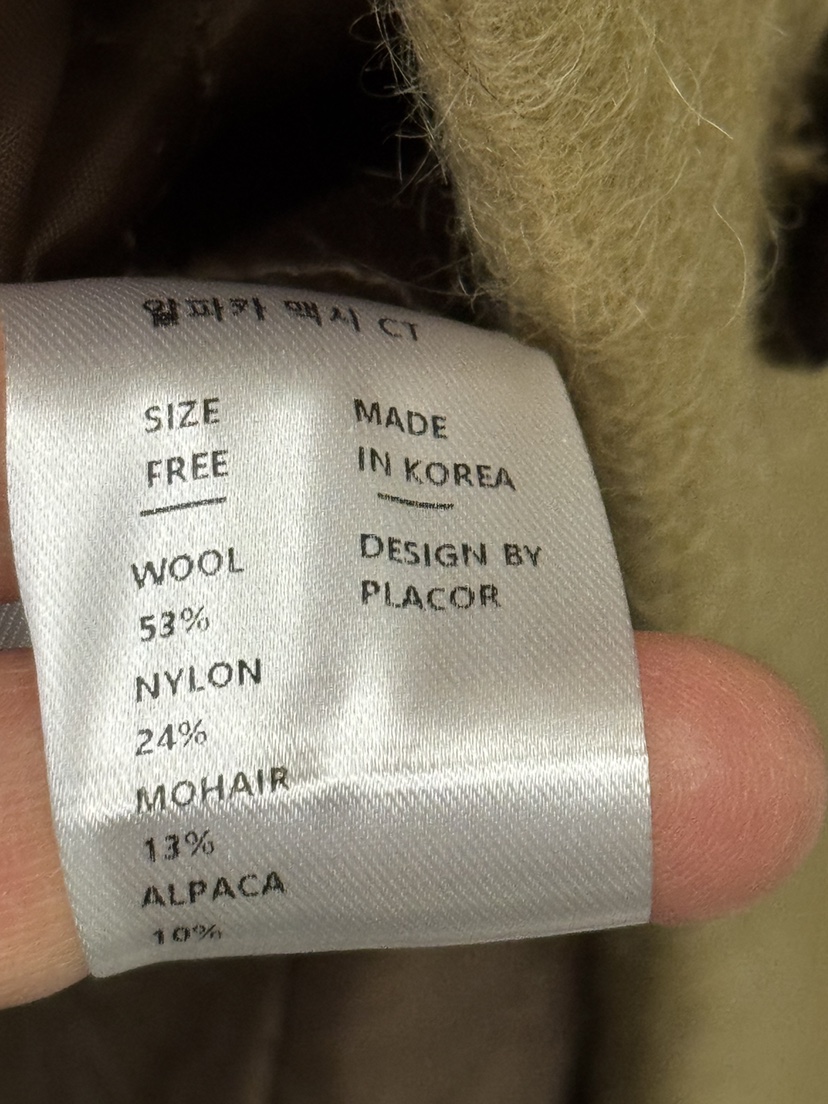 알파카 맥시 CT
SIZE
FREE
WOOL
53%
NYLON
24%
MOHAIR
13%
ALPACA
10%
MADE
IN KOREA
DESIGN BY
PLACOR